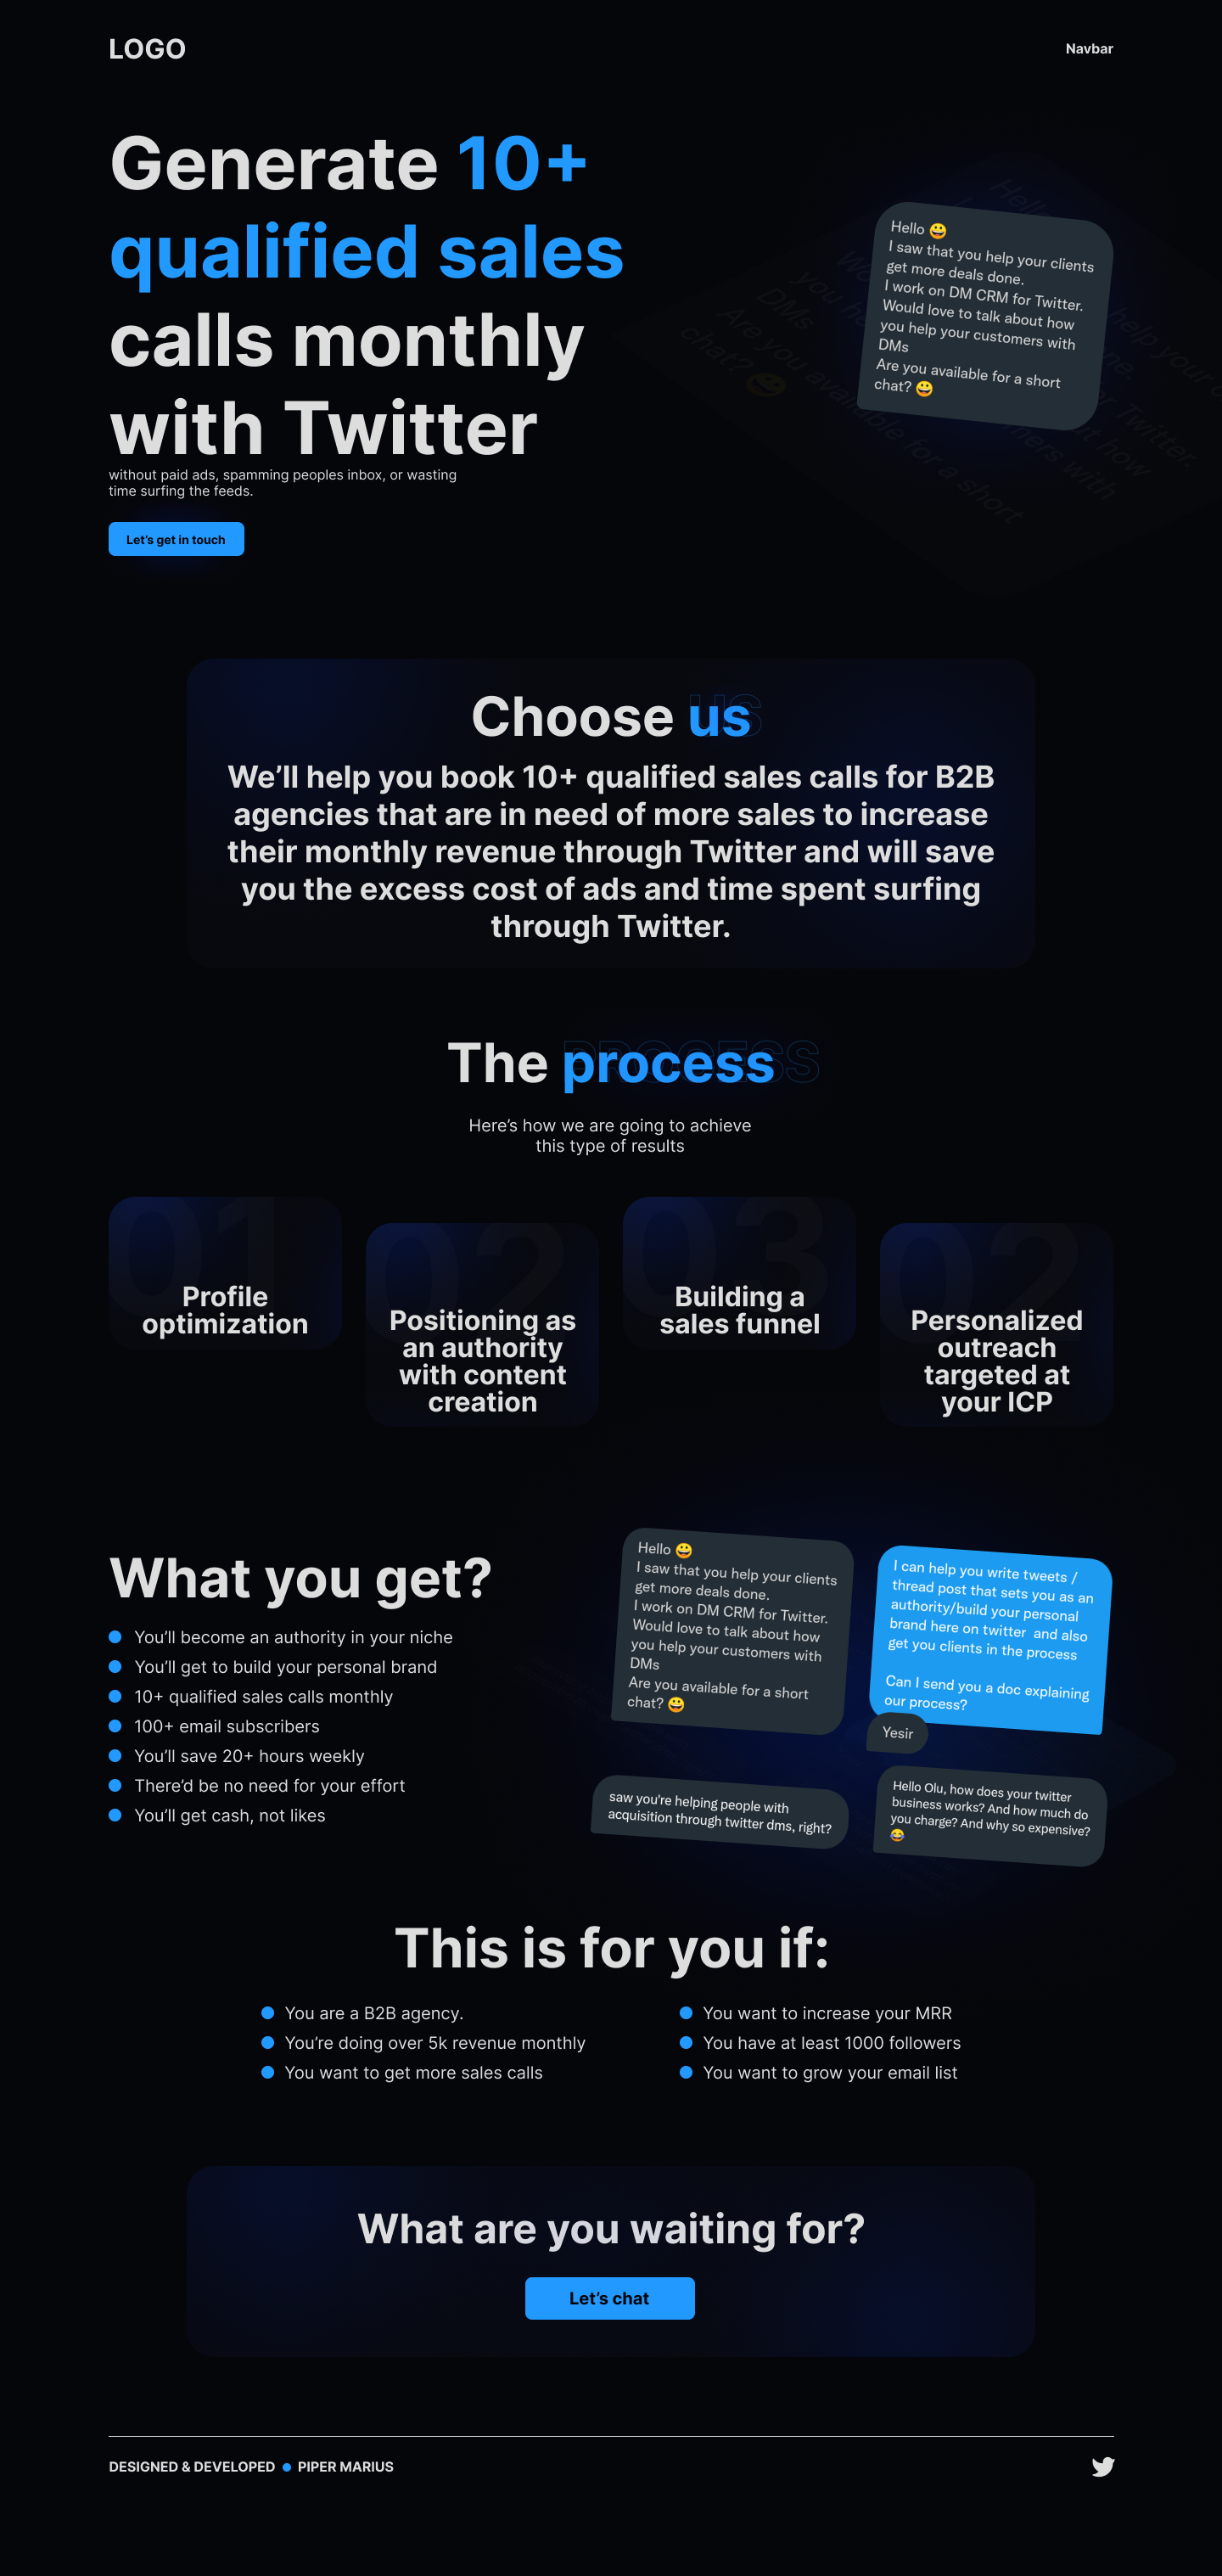 LOGO
Navbar
Generate 10+
qualified sales
calls monthly
with Twitter
without paid ads, spamming peoples inbox, or wasting
time surfing the feeds.
Let's get in touch
Hello 😀
I saw that you help your clients
get more deals done.
I work on DM CRM for Twitter.
Would love to talk about how
you help your customers with
DMs
Are you available for a short
chat? 😀
Choose us
US
We'll help you book 10+ qualified sales calls for B2B
agencies that are in need of more sales to increase
their monthly revenue through Twitter and will save
you the excess cost of ads and time spent surfing
through Twitter.
The process
PROCESS
Here's how we are going to achieve
this type of results
01
Profile
optimization
02
Positioning as
an authority
with content
creation
03
Building a
sales funnel
02
Personalized
outreach
targeted at
your ICP
What you get?
You'll become an authority in your niche
You'll get to build your personal brand
10+ qualified sales calls monthly
100+ email subscribers
You'll save 20+ hours weekly
There'd be no need for your effort
You'll get cash, not likes
Hello 😀
I saw that you help your clients
get more deals done.
I work on DM CRM for Twitter.
Would love to talk about how
you help your customers with
DMs
Are you available for a short
chat? 😀
I can help you write tweets /
thread post that sets you as an
authority/build your personal
brand here on twitter  and also
get you clients in the process
Can I send you a doc explaining
our process?
Yesir
saw you're helping people with
acquisition through twitter dms, right?
Hello Olu, how does your twitter
business works? And how much do
you charge? And why so expensive?
😂
This is for you if:
You are a B2B agency.
You're doing over 5k revenue monthly
You want to get more sales calls
You want to increase your MRR
You have at least 1000 followers
You want to grow your email list
What are you waiting for?
Let's chat
DESIGNED & DEVELOPED
PIPER MARIUS